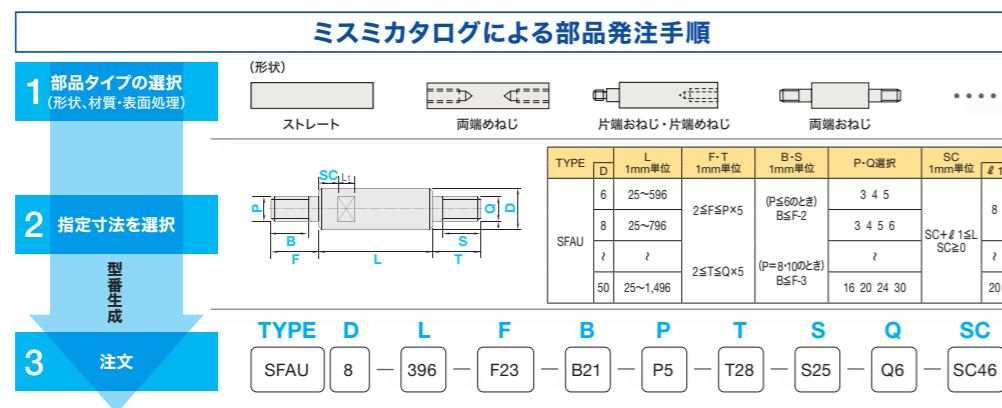 ミスミカタログによる部品発注手順
1 部品タイプの選択
(形状、材質・表面処理)
(形状)
ストレート
両端めねじ
片端おねじ・片端めねじ
両端おねじ
2 指定寸法を選択
SC L1
P
Q
D
B
S
F
L
T
TYPE D L 1mm単位 F・T 1mm単位 B・S 1mm単位 P・Q選択 SC 1mm単位 ℓ1
SFAU
6 25~596 3 4 5
8 25~796 3 4 5 6
≀ ≀ ≀ ≀
50 25~1,496 16 20 24 30
2≦F≦P×5
2≦T≦Q×5
(P≦6のとき)
B≦F-2
(P=8・10のとき)
B≦F-3
SC+ℓ1≦L
SC≧0
8
20
型番生成
3 注文
TYPE D L F B P T S Q SC
SFAU 8 － 396 － F23 － B21 － P5 － T28 － S25 － Q6 － SC46